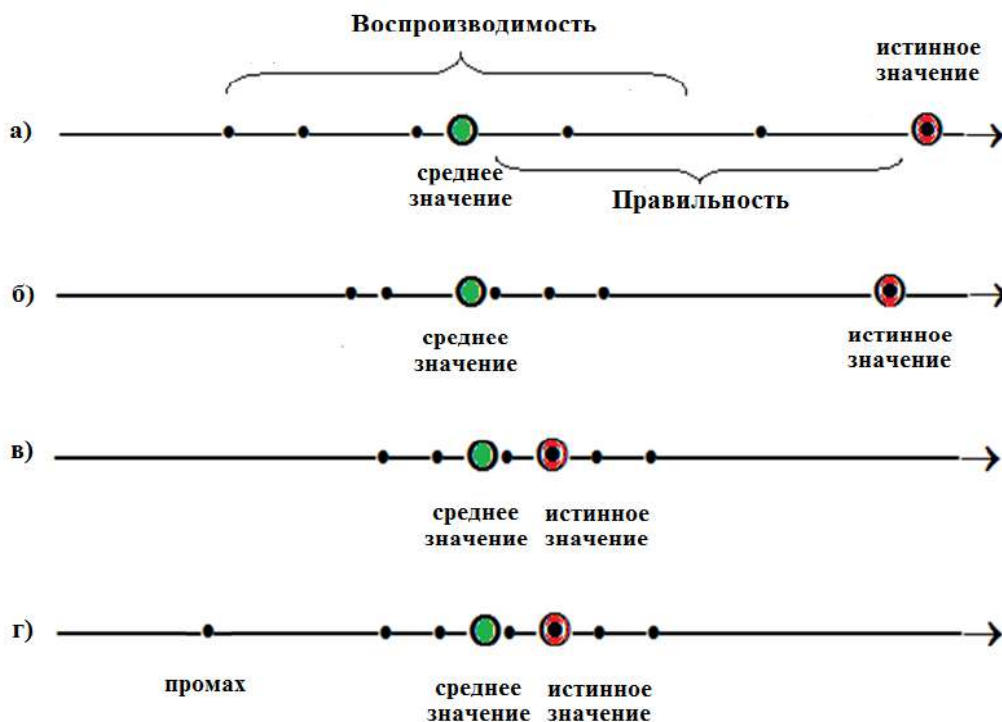 Воспроизводимость
истинное
значение
а)
среднее
значение
Правильность
б)
среднее
значение
истинное
значение
в)
среднее
значение
истинное
значение
г)
промах
среднее
значение
истинное
значение